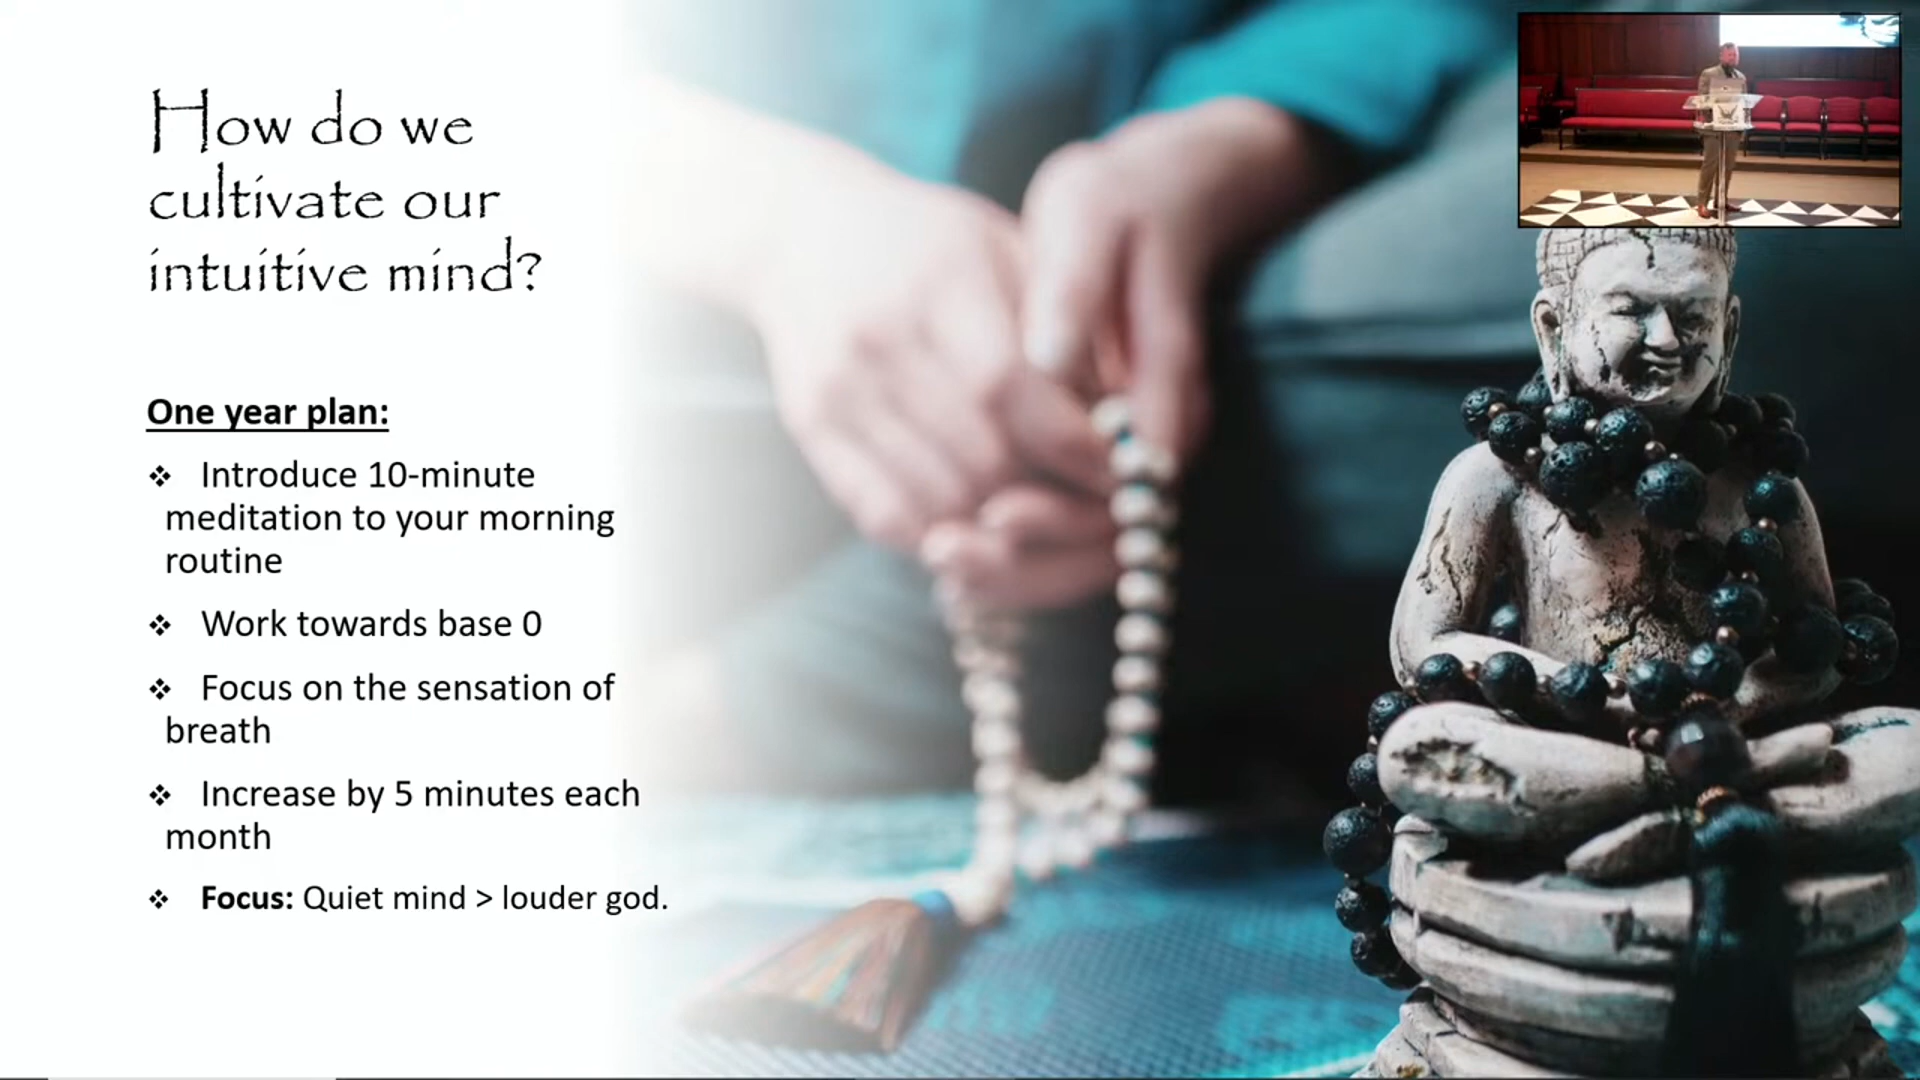 How do we
cultivate our
intuitive mind?
One year plan:
❖ Introduce 10-minute
meditation to your morning
routine
❖ Work towards base 0
❖ Focus on the sensation of
breath
❖ Increase by 5 minutes each
month
❖ Focus: Quiet mind > louder god.